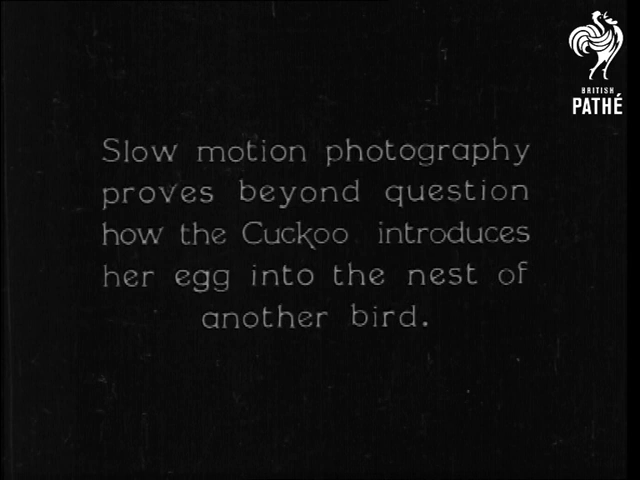 BRITISH
PATHÉ
Slow motion photography
proves beyond question
how the Cuckoo introduces
her egg into the nest of
another bird.